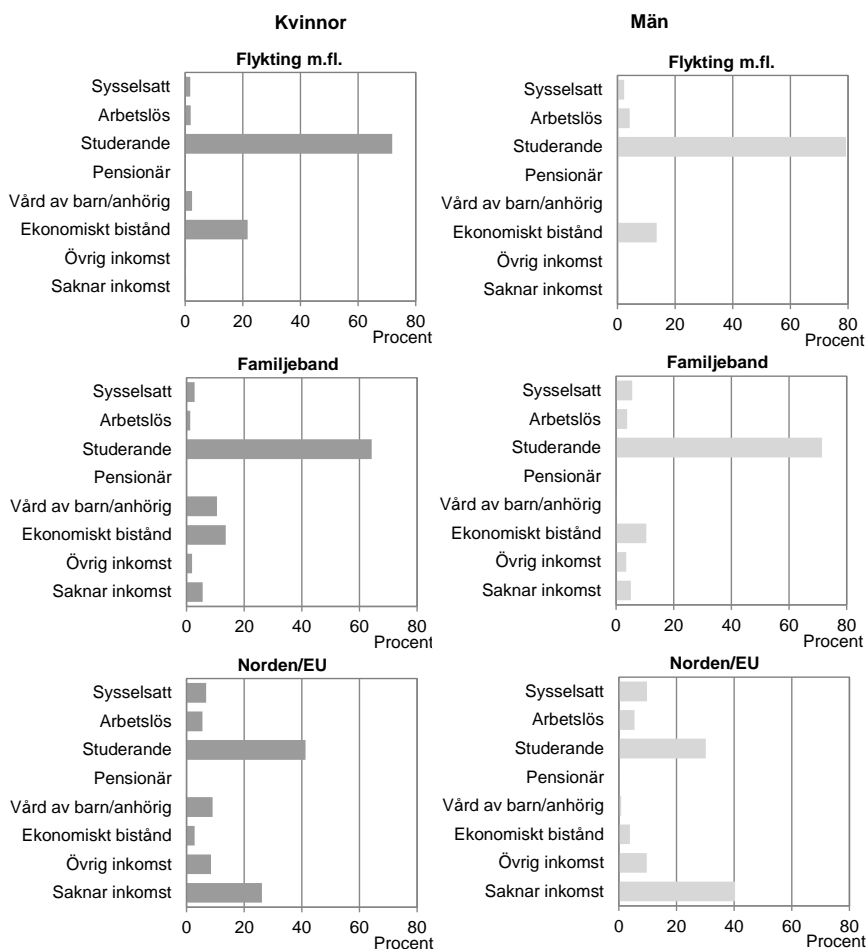 Kvinnor
Män
Flykting m.fl.
Sysselsatt
Arbetslös
Studerande
Pensionär
Vård av barn/anhörig
Ekonomiskt bistånd
Övrig inkomst
Saknar inkomst
0 20 40 60 80
Procent
Flykting m.fl.
Sysselsatt
Arbetslös
Studerande
Pensionär
Vård av barn/anhörig
Ekonomiskt bistånd
Övrig inkomst
Saknar inkomst
0 20 40 60 80
Procent
Familjeband
Sysselsatt
Arbetslös
Studerande
Pensionär
Vård av barn/anhörig
Ekonomiskt bistånd
Övrig inkomst
Saknar inkomst
0 20 40 60 80
Procent
Familjeband
Sysselsatt
Arbetslös
Studerande
Pensionär
Vård av barn/anhörig
Ekonomiskt bistånd
Övrig inkomst
Saknar inkomst
0 20 40 60 80
Procent
Norden/EU
Sysselsatt
Arbetslös
Studerande
Pensionär
Vård av barn/anhörig
Ekonomiskt bistånd
Övrig inkomst
Saknar inkomst
0 20 40 60 80
Procent
Norden/EU
Sysselsatt
Arbetslös
Studerande
Pensionär
Vård av barn/anhörig
Ekonomiskt bistånd
Övrig inkomst
Saknar inkomst
0 20 40 60 80
Procent